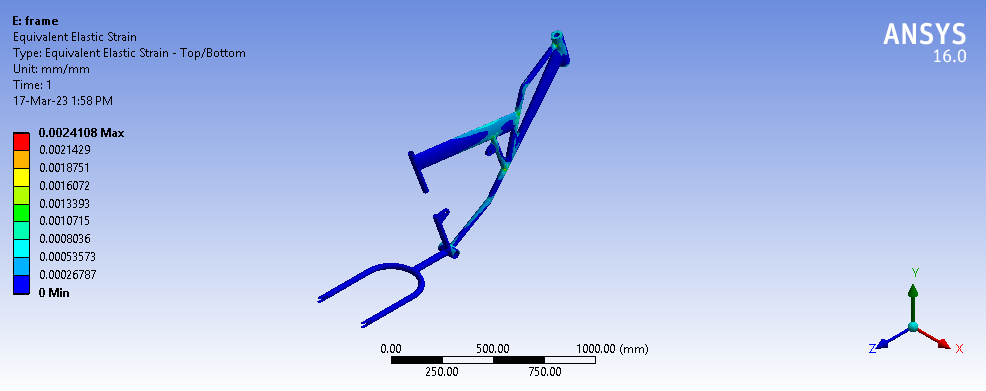 E: frame
Equivalent Elastic Strain
Type: Equivalent Elastic Strain - Top/Bottom
Unit: mm/mm
Time: 1
17-Mar-23 1:58 PM
ANSYS
16.0
0.0024108 Max
0.0021429
0.0018751
0.0016072
0.0013393
0.0010715
0.0008036
0.00053573
0.00026787
0 Min
Y
Z
X
0.00 500.00 1000.00 (mm)
250.00 750.00